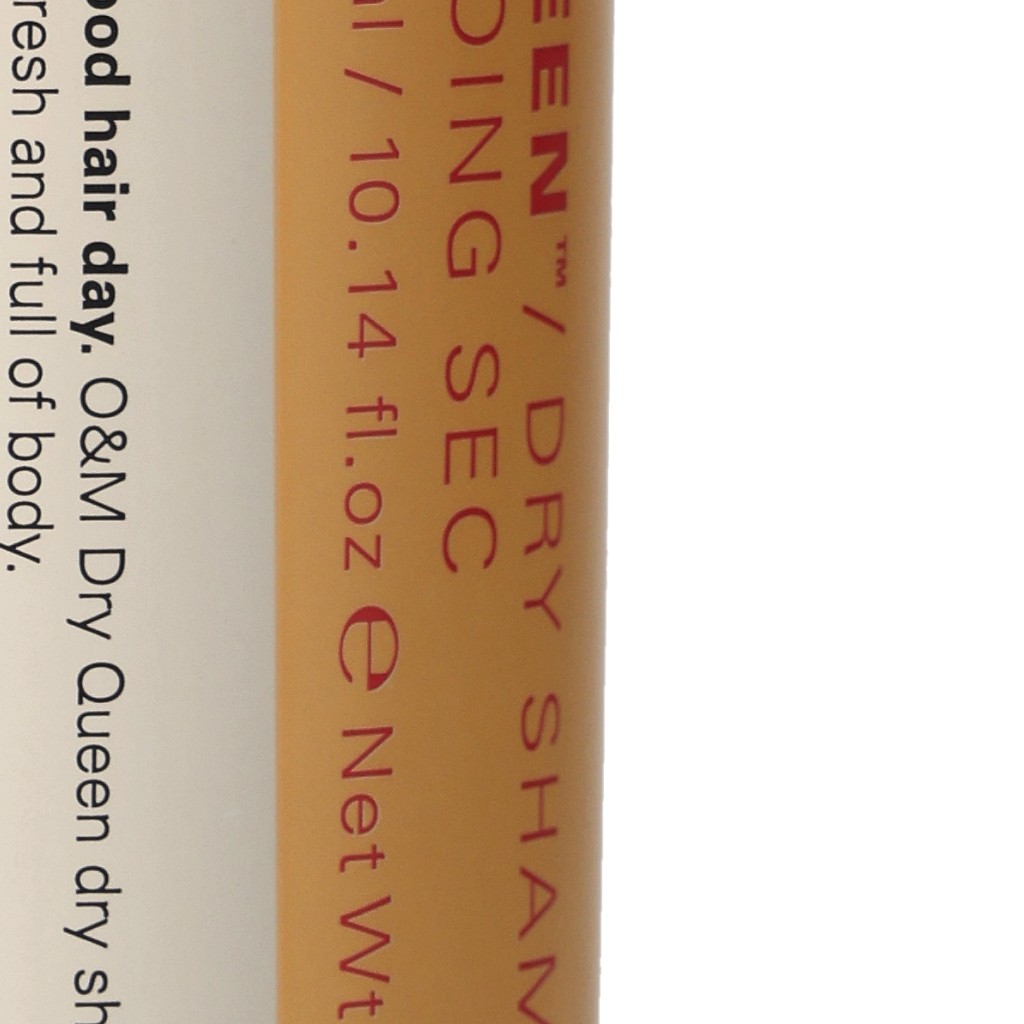 EEN™ / DRY SHAM
DING SEC
l / 10.14 fl.oz e Net Wt
ood hair day. O&M Dry Queen dry sh
resh and full of body.